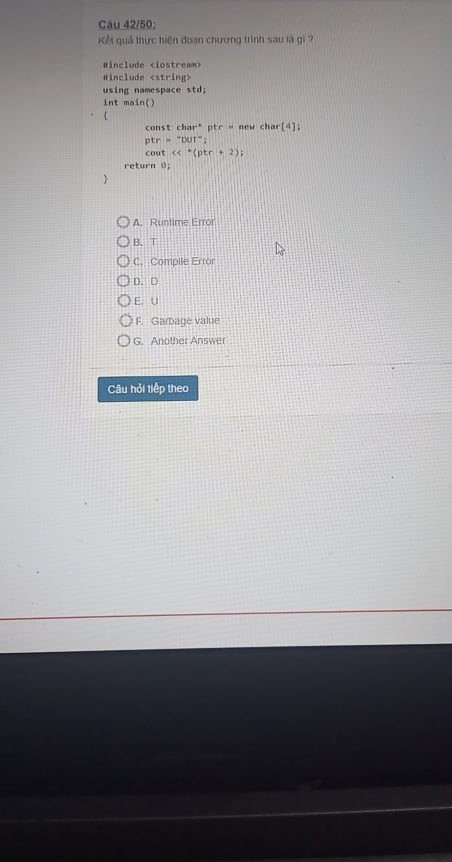 Câu 42/50:
Kết quả thực hiện đoạn chương trình sau là gì ?
#include <iostream>
#include <string>
using namespace std;
int main()
{
const char* ptr = new char[4];
ptr = "DUT";
cout << *(ptr + 2);
return 0;
}
A. Runtime Error
B. T
C. Compile Error
D. D
E. U
F. Garbage value
G. Another Answer
Câu hỏi tiếp theo